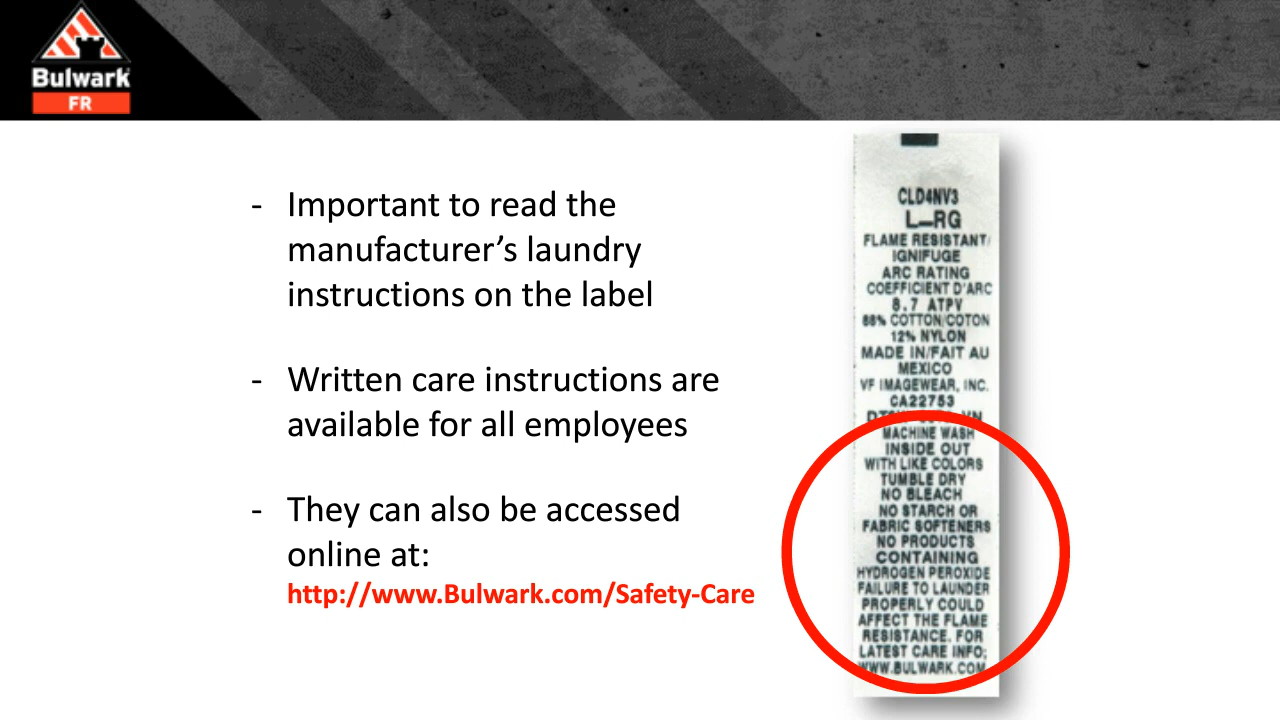 Bulwark
FR
- Important to read the
manufacturer’s laundry
instructions on the label
- Written care instructions are
available for all employees
- They can also be accessed
online at:
http://www.Bulwark.com/Safety-Care
CLD4NV3
L–RG
FLAME RESISTANT/
IGNIFUGE
ARC RATING
COEFFICIENT D'ARC
8.7 ATPV
88% COTTON/COTON
12% NYLON
MADE IN/FAIT AU
MEXICO
VF IMAGEWEAR, INC.
CA22753
MACHINE WASH
INSIDE OUT
WITH LIKE COLORS
TUMBLE DRY
NO BLEACH
NO STARCH OR
FABRIC SOFTENERS
NO PRODUCTS
CONTAINING
HYDROGEN PEROXIDE
FAILURE TO LAUNDER
PROPERLY COULD
AFFECT THE FLAME
RESISTANCE. FOR
LATEST CARE INFO;
WWW.BULWARK.COM